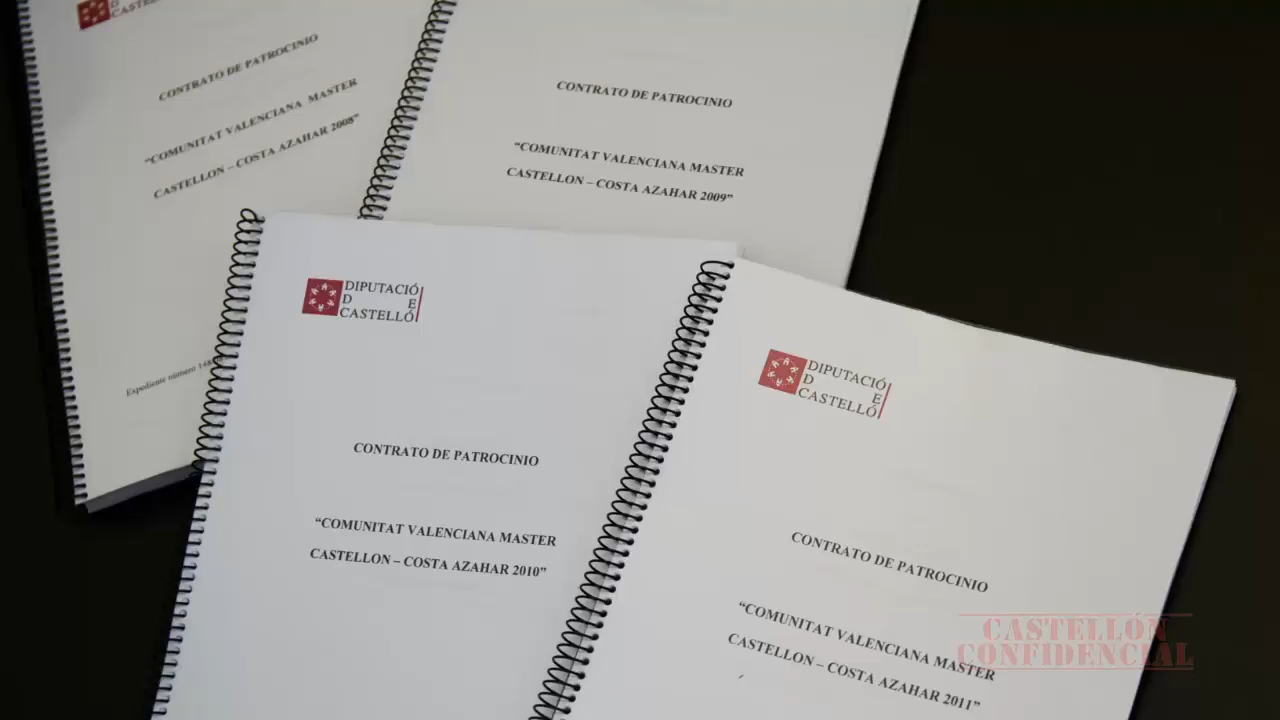 CONTRATO DE PATROCINIO
“COMUNITAT VALENCIANA MASTER
CASTELLON – COSTA AZAHAR 2008”
Expediente número
CONTRATO DE PATROCINIO
“COMUNITAT VALENCIANA MASTER
CASTELLON – COSTA AZAHAR 2009”
DIPUTACIÓ
D E
CASTELLÓ
CONTRATO DE PATROCINIO
“COMUNITAT VALENCIANA MASTER
CASTELLON – COSTA AZAHAR 2010”
DIPUTACIÓ
D E
CASTELLÓ
CONTRATO DE PATROCINIO
“COMUNITAT VALENCIANA MASTER
CASTELLON – COSTA AZAHAR 2011”
CASTELLÓN
CONFIDENCIAL